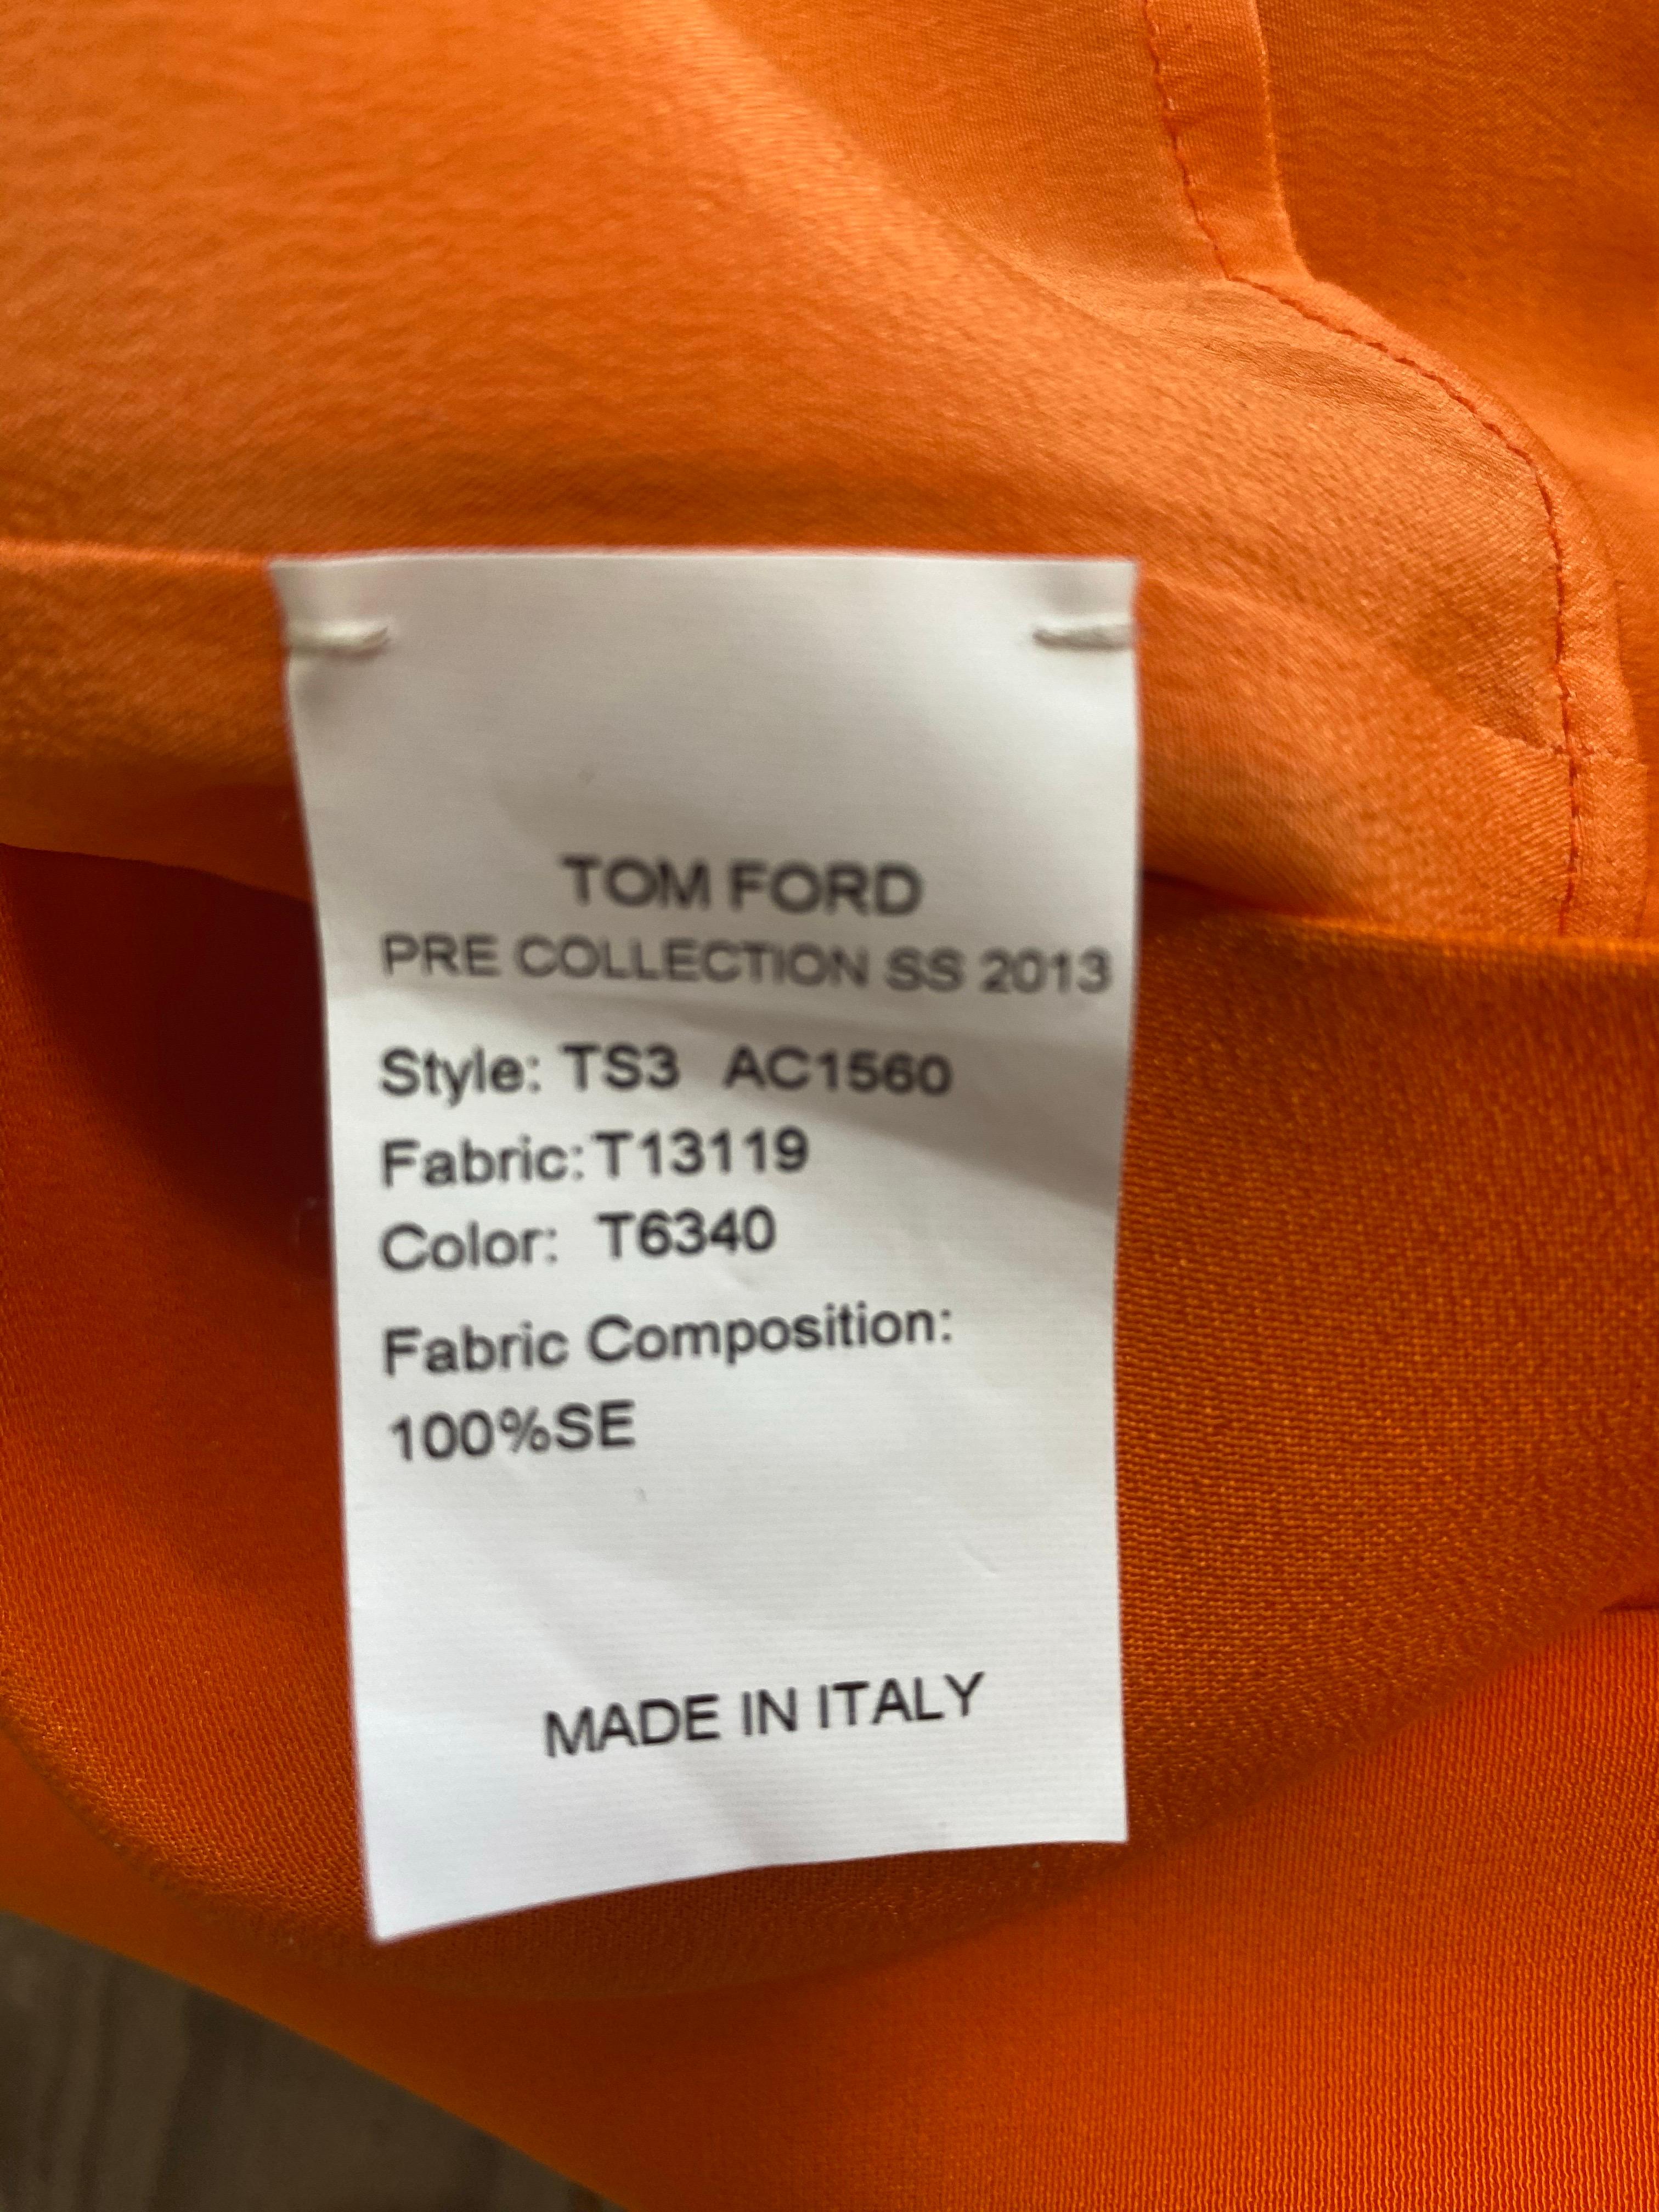 TOM FORD
PRE COLLECTION SS 2013
Style: TS3 AC1560
Fabric: T13119
Color: T6340
Fabric Composition:
100%SE
MADE IN ITALY